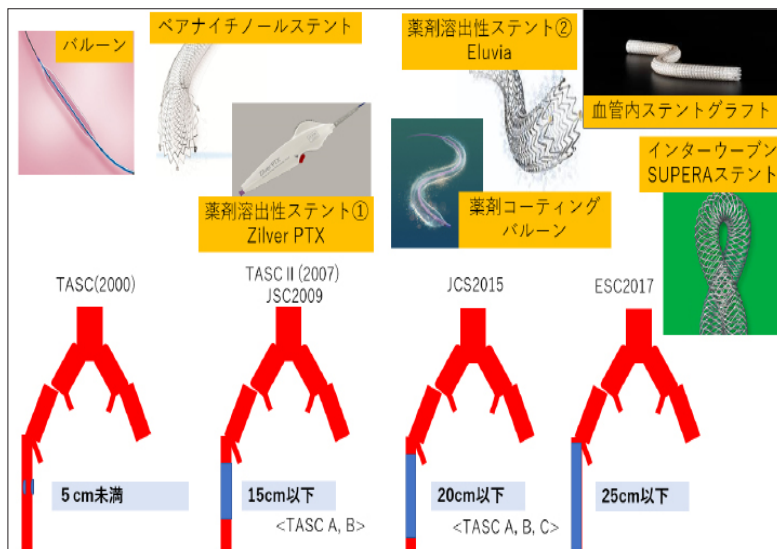 バルーン
ベアナイチノールステント
薬剤溶出性ステント②
Eluvia
血管内ステントグラフト
Zilver PTX
薬剤溶出性ステント①
Zilver PTX
薬剤コーティング
バルーン
インターウーブン
SUPERAステント
TASC(2000)
TASCⅡ(2007)
JSC2009
JCS2015
ESC2017
5cm未満
15cm以下
20cm以下
25cm以下
<TASC A, B>
<TASC A, B, C>